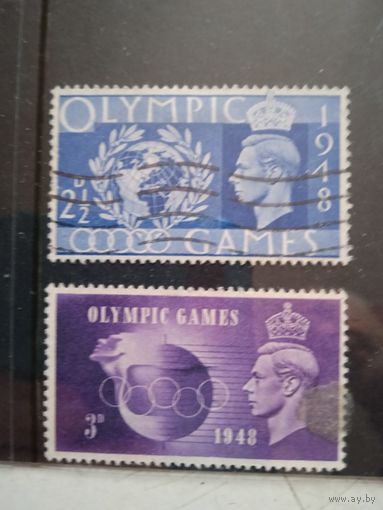 OLYMPIC
1948
2½D
GAMES
OLYMPIC GAMES
3D
1948
www.ay.by